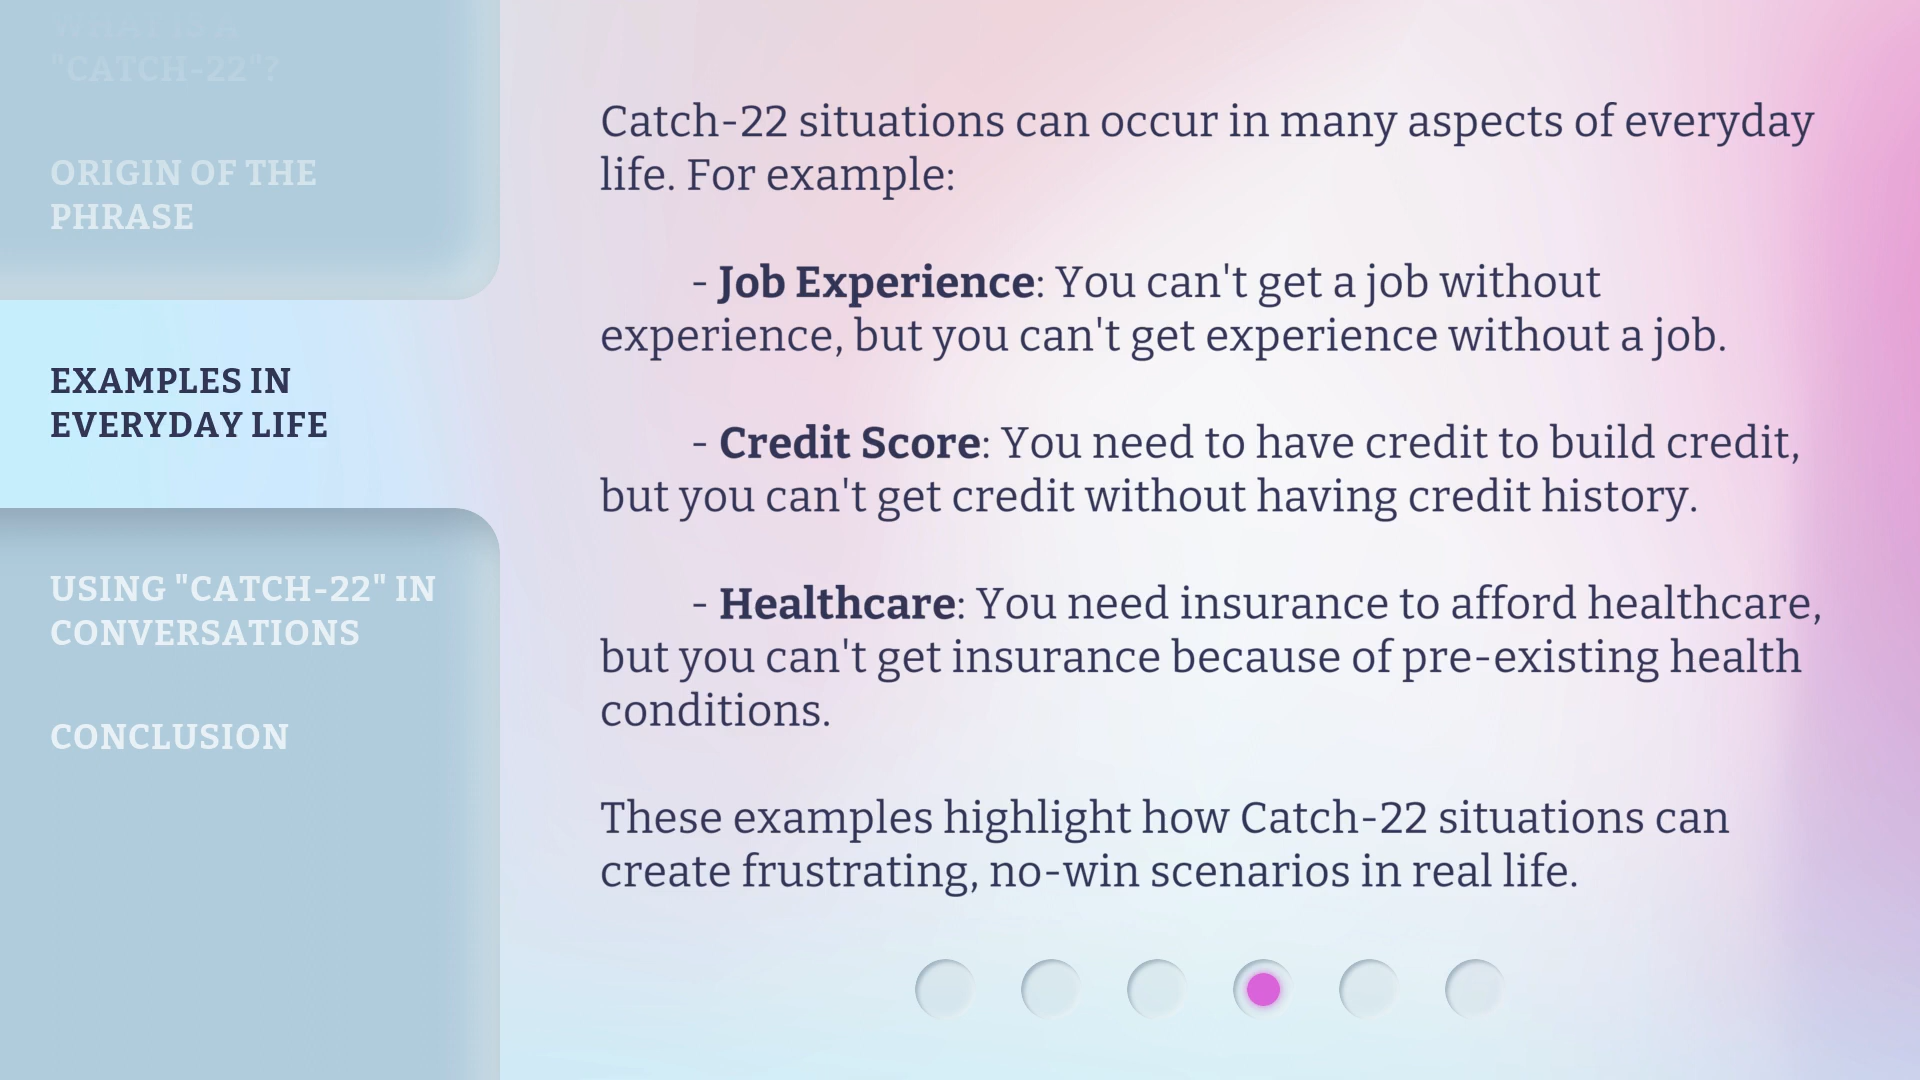 WHAT IS A
"CATCH-22"?
ORIGIN OF THE
PHRASE
EXAMPLES IN
EVERYDAY LIFE
USING "CATCH-22" IN
CONVERSATIONS
CONCLUSION
Catch-22 situations can occur in many aspects of everyday
life. For example:
- Job Experience: You can't get a job without
experience, but you can't get experience without a job.
- Credit Score: You need to have credit to build credit,
but you can't get credit without having credit history.
- Healthcare: You need insurance to afford healthcare,
but you can't get insurance because of pre-existing health
conditions.
These examples highlight how Catch-22 situations can
create frustrating, no-win scenarios in real life.